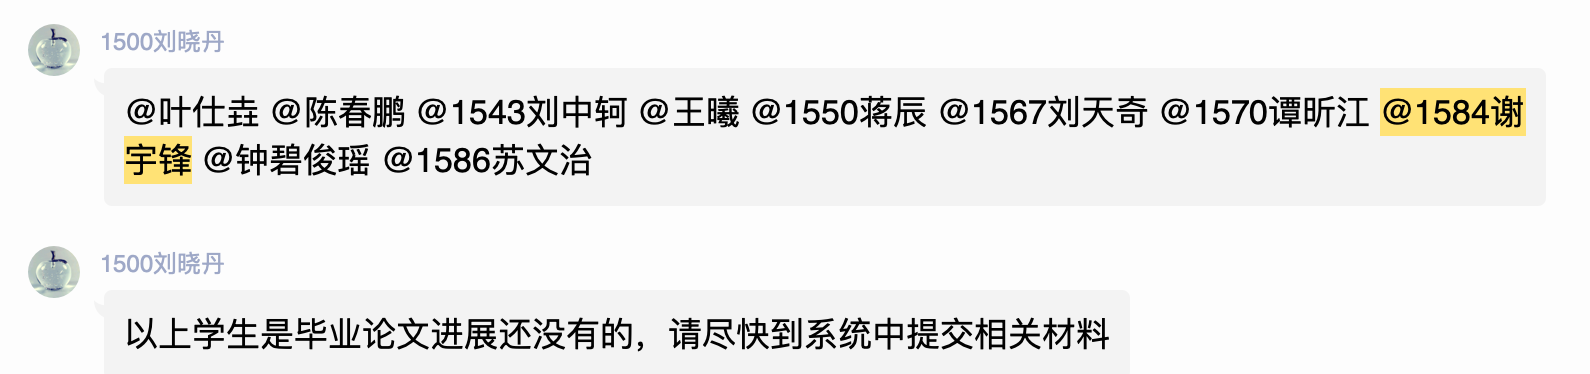 1500刘晓丹
@叶仕垚 @陈春鹏 @1543刘中轲 @王曦 @1550蒋辰 @1567刘天奇 @1570谭昕江 @1584谢
宇锋 @钟碧俊瑶 @1586苏文治
1500刘晓丹
以上学生是毕业论文进展还没有的，请尽快到系统中提交相关材料